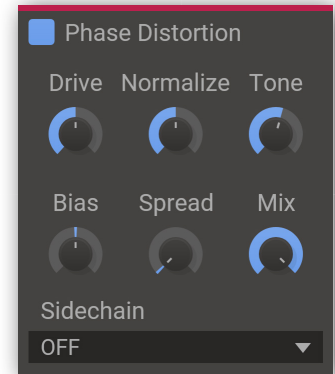 Phase Distortion
Drive Normalize Tone
Bias Spread Mix
Sidechain
OFF